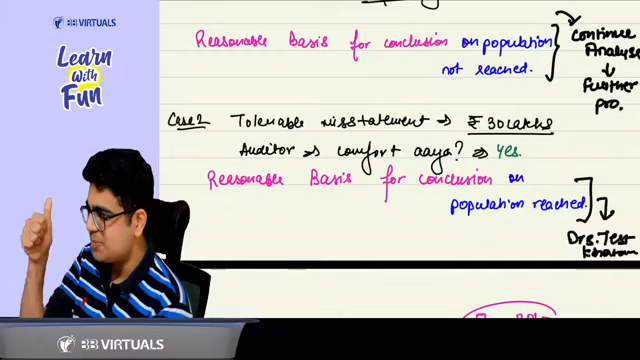 BB VIRTUALS
Learn
With
Fun
Reasonable Basis for conclusion on population
not reached.
Continue
Analyse
Further
pro.
Case 2 Tolerable misstatement ⇒ ₹ 30 lakhs
Auditor ⇒ comfort aaya? ⇒ Yes.
Reasonable Basis for conclusion on
population reached.
Test
khatam
BB VIRTUALS